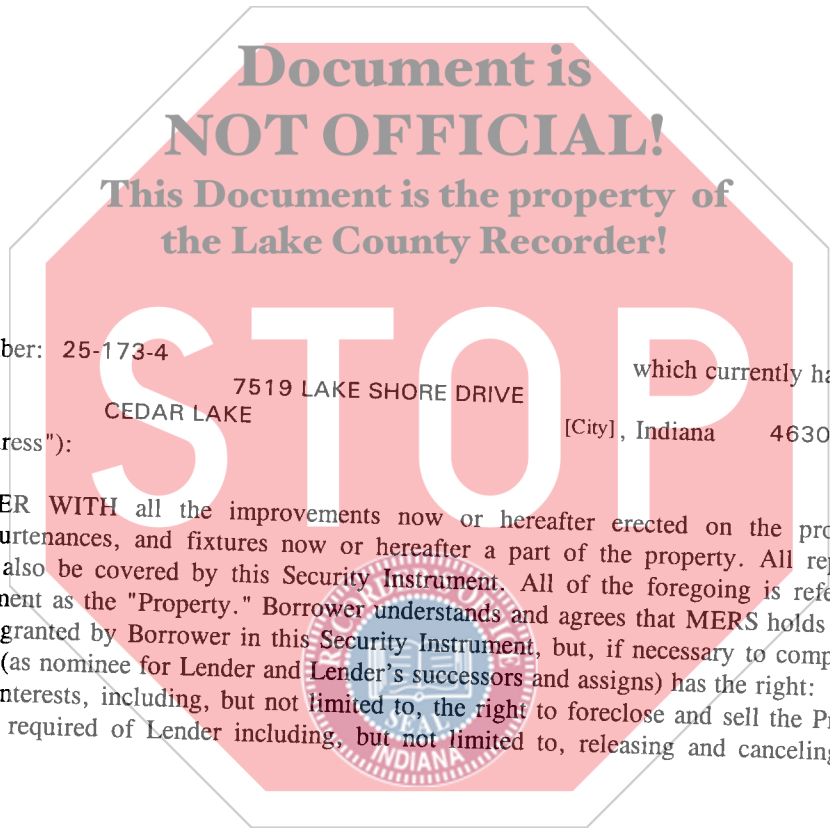 Document is
NOT OFFICIAL!
This Document is the property of
the Lake County Recorder!
STOP
ber: 25-173-4
which currently ha
7519 LAKE SHORE DRIVE
CEDAR LAKE
[City], Indiana 4630
ress"):
ER WITH all the improvements now or hereafter erected on the pro
urtenances, and fixtures now or hereafter a part of the property. All rep
also be covered by this Security Instrument. All of the foregoing is refe
nent as the "Property." Borrower understands and agrees that MERS holds
granted by Borrower in this Security Instrument, but, if necessary to comp
(as nominee for Lender and Lender's successors and assigns) has the right:
nterests, including, but not limited to, the right to foreclose and sell the Pr
required of Lender including, but not limited to, releasing and canceling
RECORDER'S OFFICE
SEAL
INDIANA